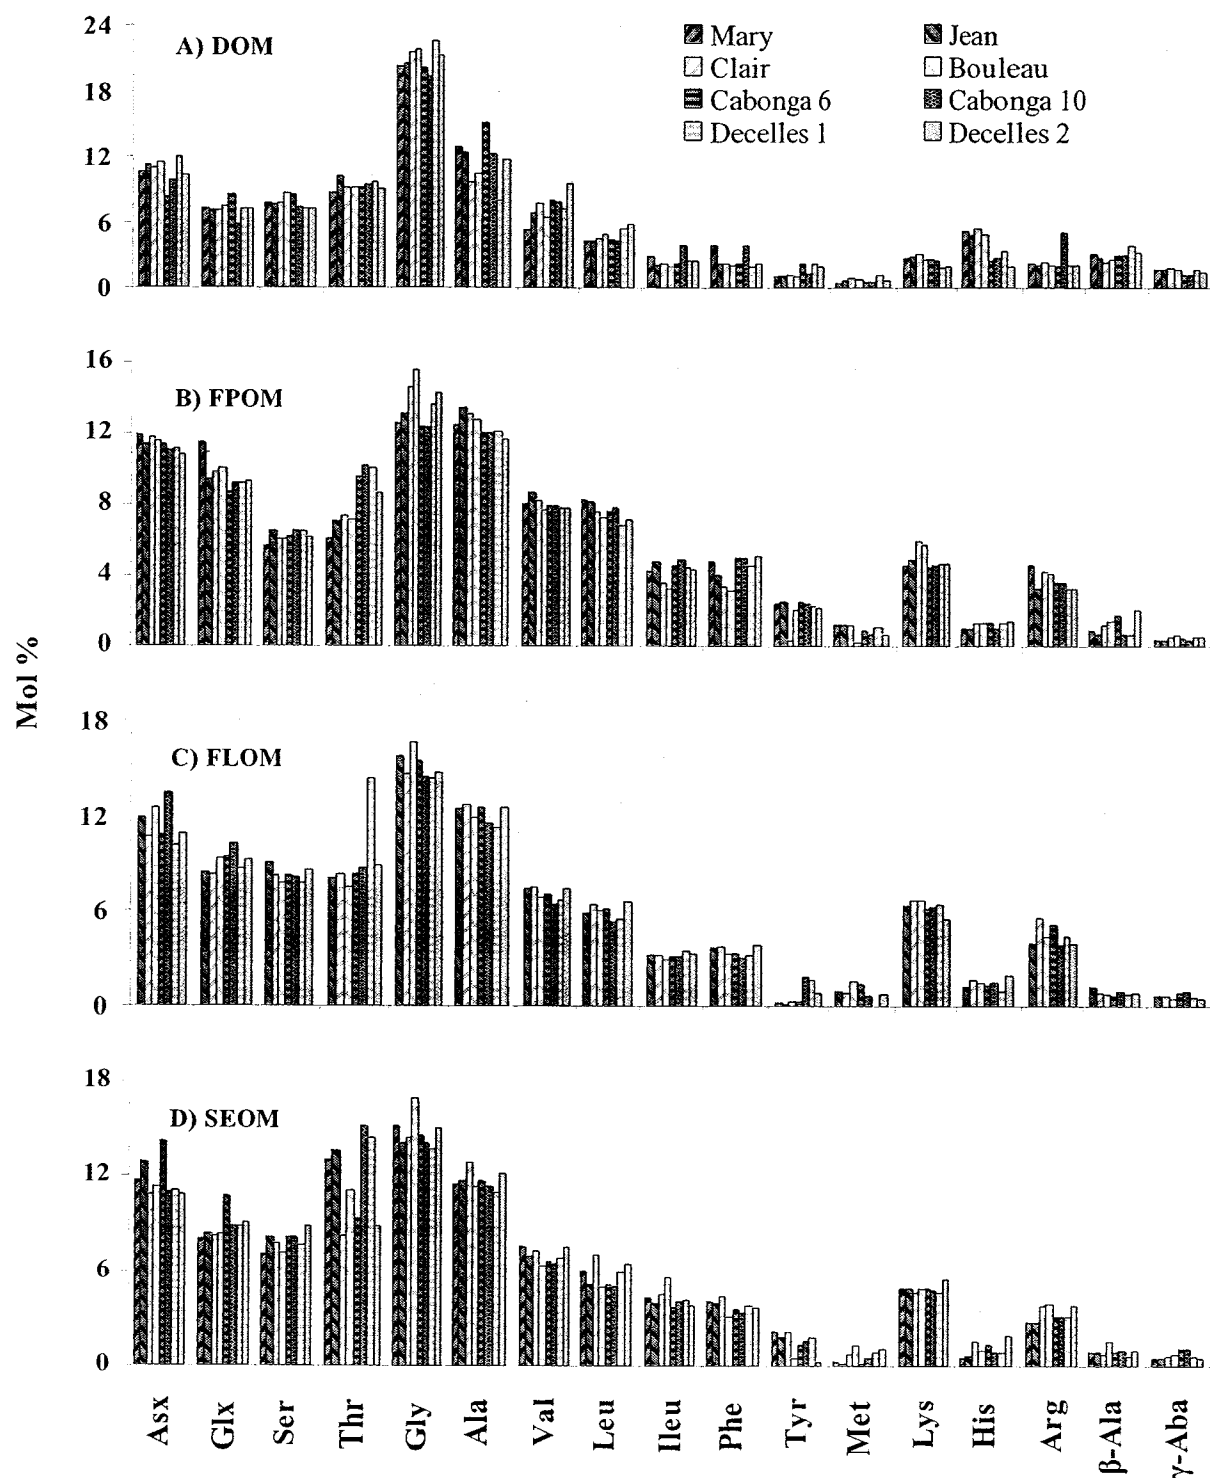 24
A) DOM
Mary Jean
Clair Bouleau
18
Cabonga 6 Cabonga 10
Decelles 1 Decelles 2
12
6
0
16
B) FPOM
12
8
4
0
Mol %
18
C) FLOM
12
6
0
18
D) SEOM
12
6
0
Asx Glx Ser Thr Gly Ala Val Leu Ileu Phe Tyr Met Lys His Arg β-Ala γ-Aba